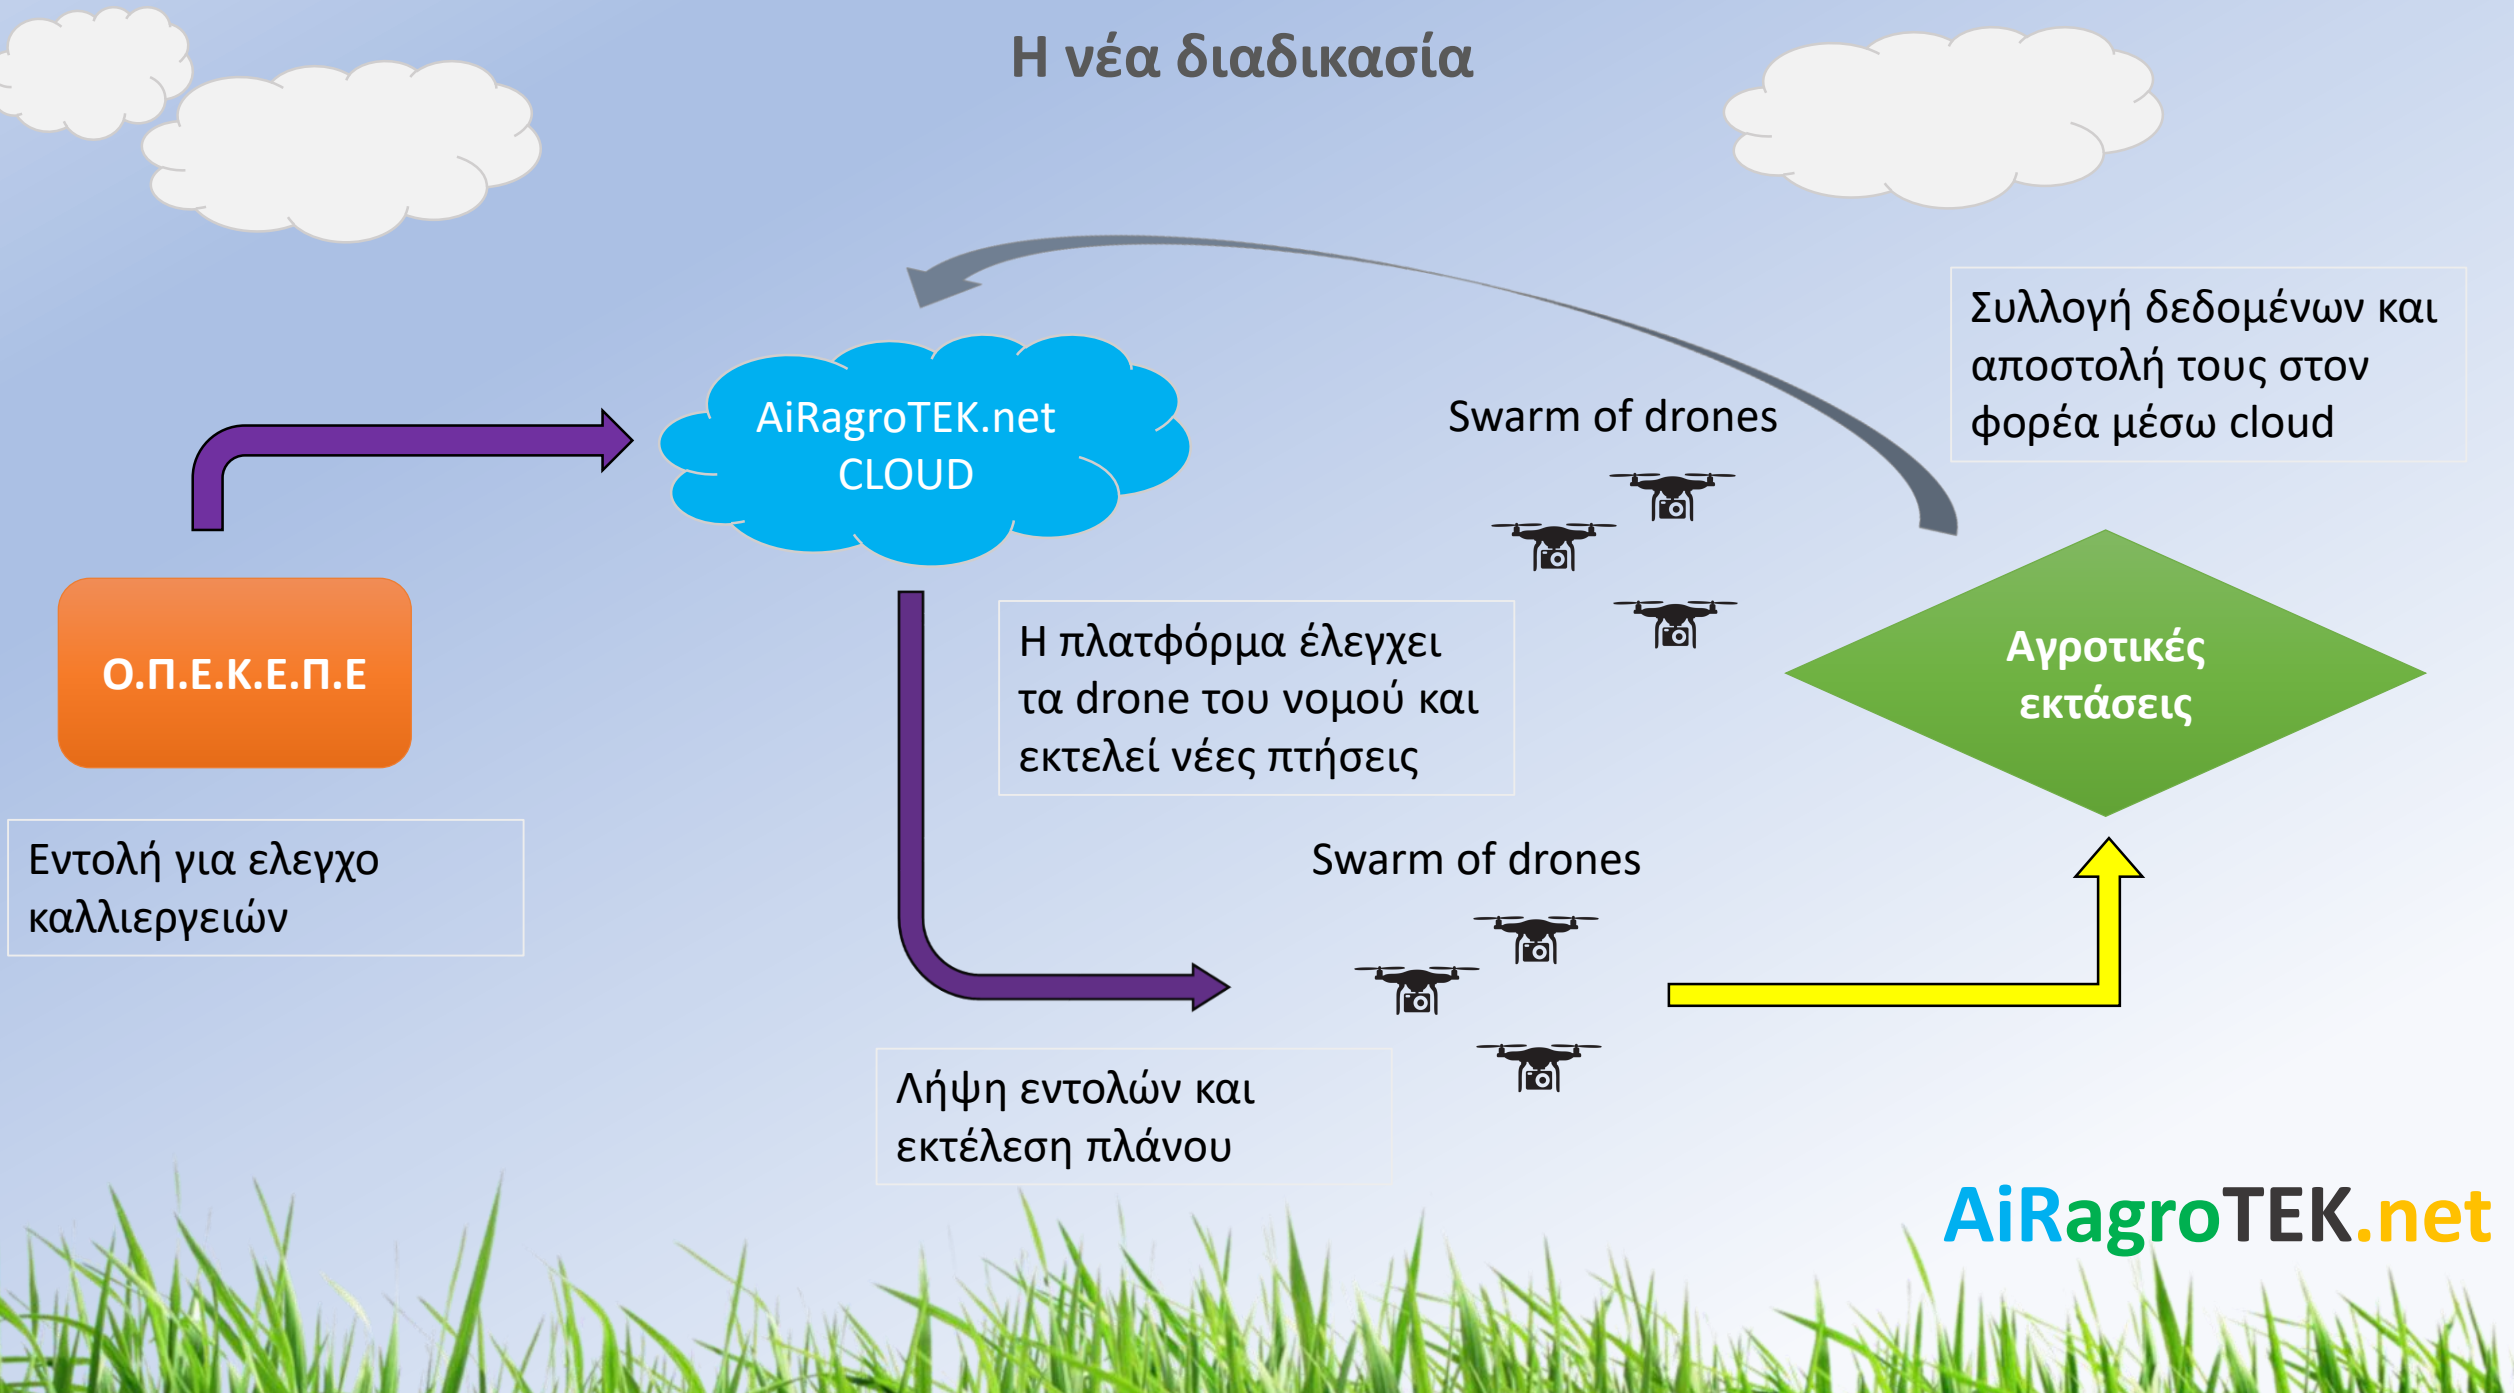 Η νέα διαδικασία
Συλλογή δεδομένων και
αποστολή τους στον
φορέα μέσω cloud
AiRagroTEK.net
CLOUD
Swarm of drones
Η πλατφόρμα έλεγχει
τα drone του νομού και
εκτελεί νέες πτήσεις
Αγροτικές
εκτάσεις
Ο.Π.Ε.Κ.Ε.Π.Ε
Εντολή για ελεγχο
καλλιεργειών
Swarm of drones
Λήψη εντολών και
εκτέλεση πλάνου
AiRagroTEK.net